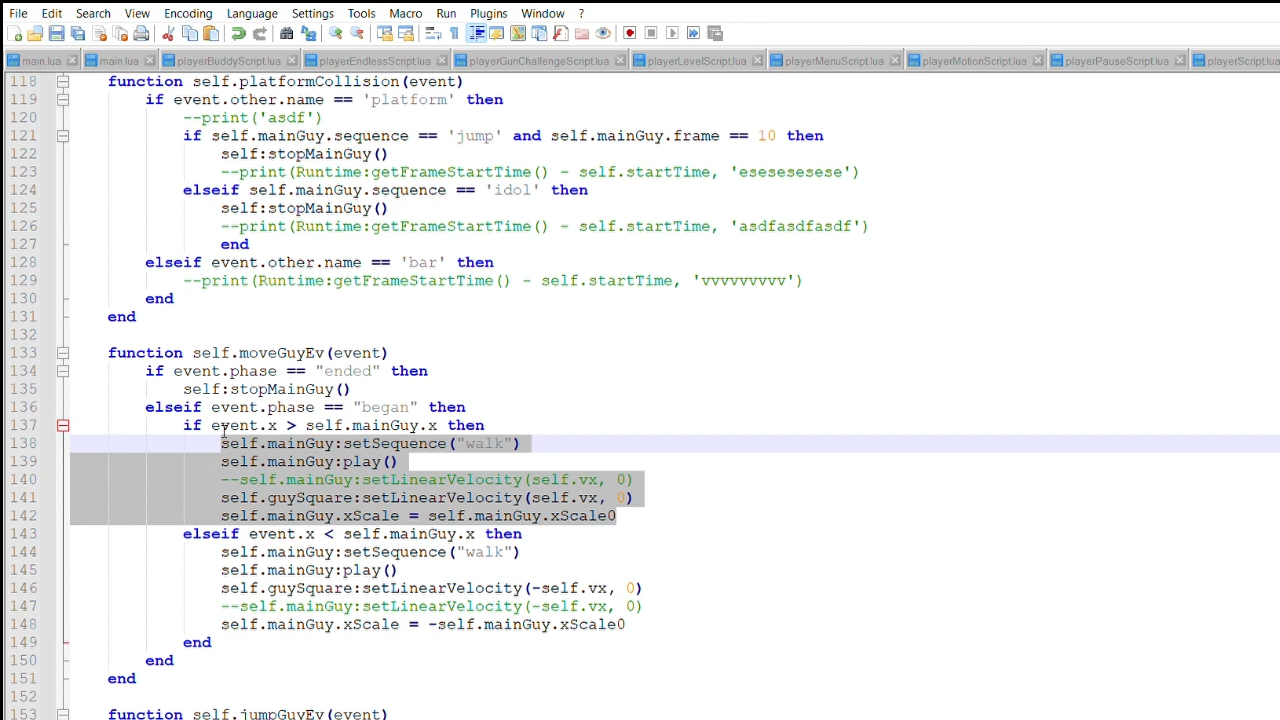 File Edit Search View Encoding Language Settings Tools Macro Run Plugins Window ?
main.lua main.lua playerBuddyScript.lua playerEndlessScript.lua playerGunChallengeScript.lua playerLevelScript.lua playerMenuScript.lua playerMotionScript.lua playerPauseScript.lua playerScript.lua
118 function self.platformCollision(event)
119 if event.other.name == 'platform' then
120 --print('asdf')
121 if self.mainGuy.sequence == 'jump' and self.mainGuy.frame == 10 then
122 self:stopMainGuy()
123 --print(Runtime:getFrameStartTime() - self.startTime, 'esesesesese')
124 elseif self.mainGuy.sequence == 'idol' then
125 self:stopMainGuy()
126 --print(Runtime:getFrameStartTime() - self.startTime, 'asdfasdfasdf')
127 end
128 elseif event.other.name == 'bar' then
129 --print(Runtime:getFrameStartTime() - self.startTime, 'vvvvvvvvv')
130 end
131 end
132
133 function self.moveGuyEv(event)
134 if event.phase == "ended" then
135 self:stopMainGuy()
136 elseif event.phase == "began" then
137 if event.x > self.mainGuy.x then
138 self.mainGuy:setSequence("walk")
139 self.mainGuy:play()
140 --self.mainGuy:setLinearVelocity(self.vx, 0)
141 self.guySquare:setLinearVelocity(self.vx, 0)
142 self.mainGuy.xScale = self.mainGuy.xScale0
143 elseif event.x < self.mainGuy.x then
144 self.mainGuy:setSequence("walk")
145 self.mainGuy:play()
146 self.guySquare:setLinearVelocity(-self.vx, 0)
147 --self.mainGuy:setLinearVelocity(-self.vx, 0)
148 self.mainGuy.xScale = -self.mainGuy.xScale0
149 end
150 end
151 end
152
153 function self.jumpGuyEv(event)